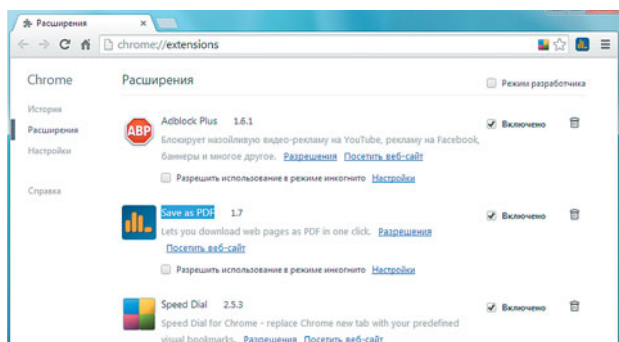 Расширения
chrome://extensions
Chrome
Расширения
Режим разработчика
История
Расширения
Настройки
Справка
ABP
Adblock Plus 1.6.1
Включено
Блокирует назойливую видео-рекламу на YouTube, рекламу на Facebook,
баннеры и многое другое. Разрешения Посетить веб-сайт
Разрешить использование в режиме инкогнито Настройки
Save as PDF 1.7
Включено
Lets you download web pages as PDF in one click. Разрешения
Посетить веб-сайт
Разрешить использование в режиме инкогнито Настройки
Speed Dial 2.5.3
Включено
Speed Dial for Chrome - replace Chrome new tab with your predefined
visual bookmarks. Разрешения Посетить веб-сайт